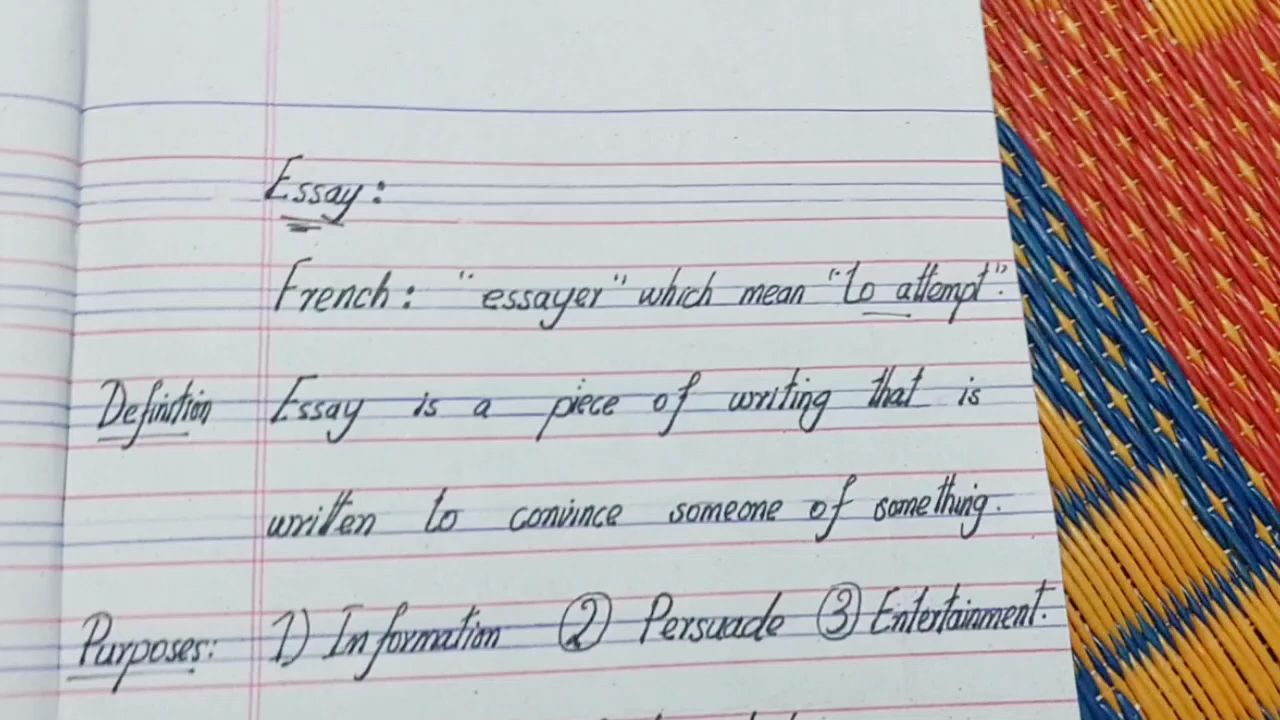 Essay:
French: "essayer" which mean "to attempt".
Definition Essay is a piece of writing that is
written to convince someone of something.
Purposes: 1) Information ② Persuade ③ Entertainment.